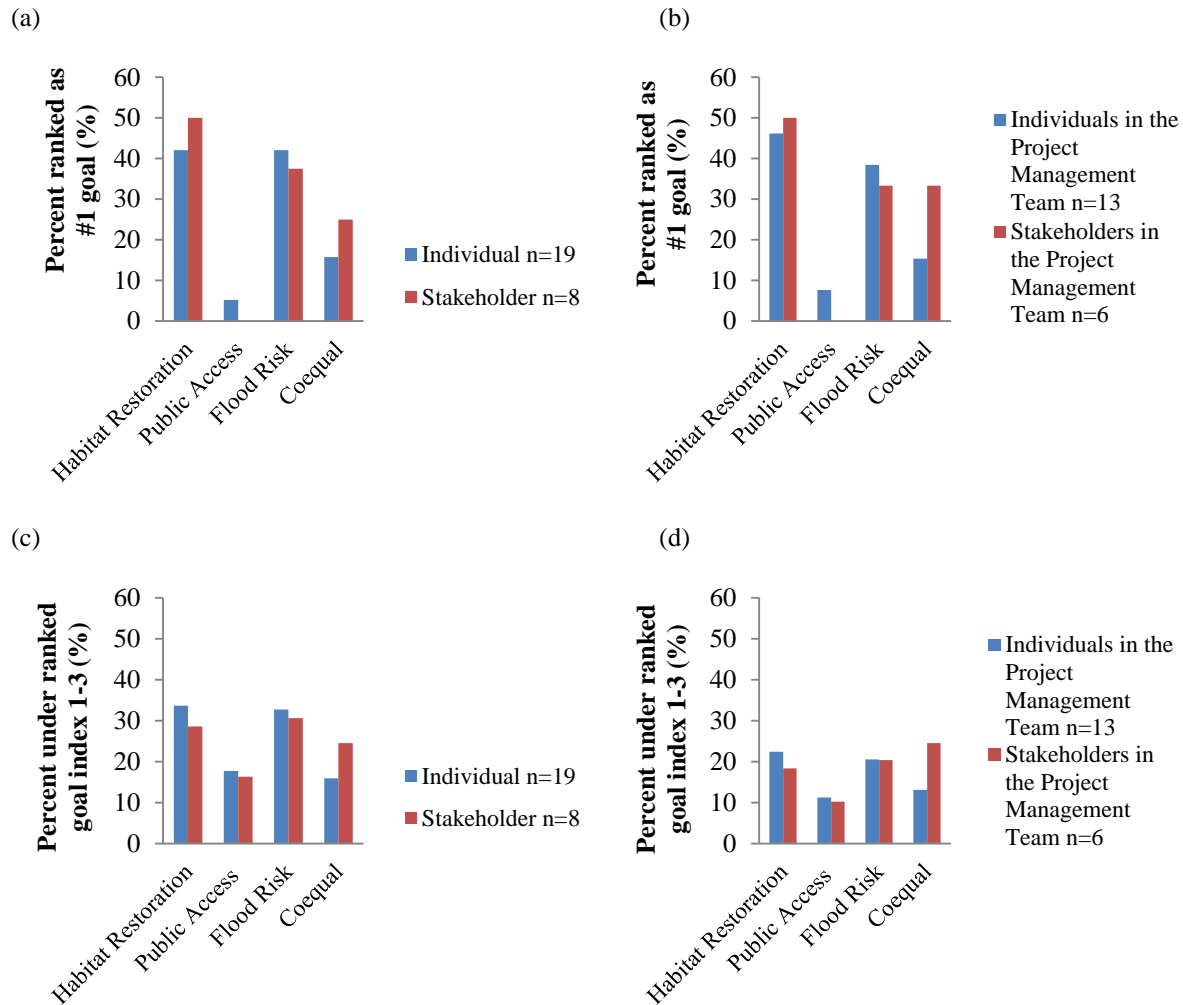 (a)
Percent ranked as
#1 goal (%)
60
50
40
30
20
10
0
Habitat Restoration
Public Access
Flood Risk
Coequal
Individual n=19
Stakeholder n=8
(b)
Percent ranked as
#1 goal (%)
60
50
40
30
20
10
0
Habitat Restoration
Public Access
Flood Risk
Coequal
Individuals in the
Project
Management
Team n=13
Stakeholders in
the Project
Management
Team n=6
(c)
Percent under ranked
goal index 1-3 (%)
60
50
40
30
20
10
0
Habitat Restoration
Public Access
Flood Risk
Coequal
Individual n=19
Stakeholder n=8
(d)
Percent under ranked
goal index 1-3 (%)
60
50
40
30
20
10
0
Habitat Restoration
Public Access
Flood Risk
Coequal
Individuals in the
Project
Management
Team n=13
Stakeholders in
the Project
Management
Team n=6